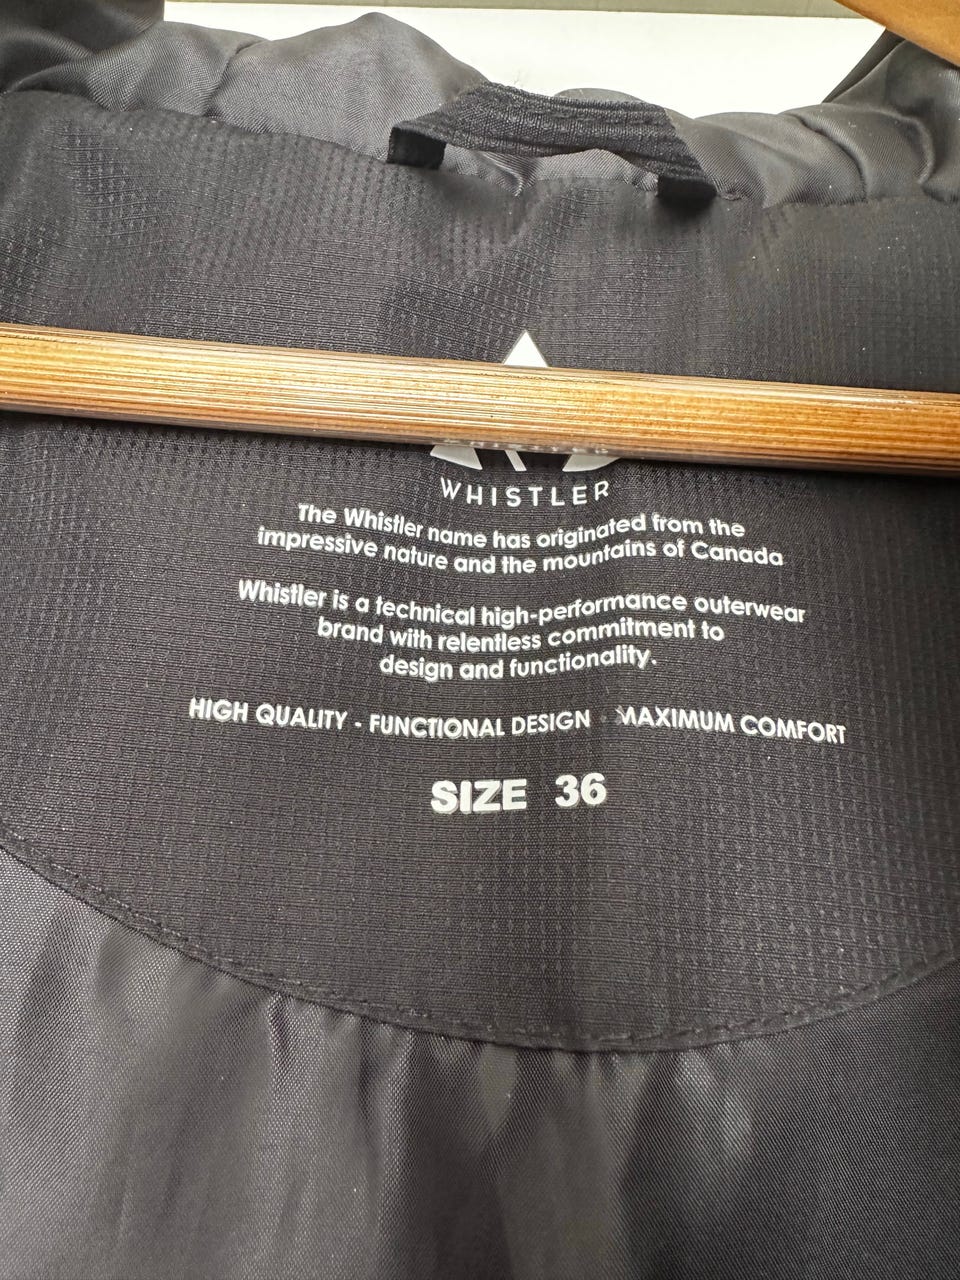 WHISTLER
The Whistler name has originated from the
impressive nature and the mountains of Canada
Whistler is a technical high-performance outerwear
brand with relentless commitment to
design and functionality.
HIGH QUALITY - FUNCTIONAL DESIGN - MAXIMUM COMFORT
SIZE 36